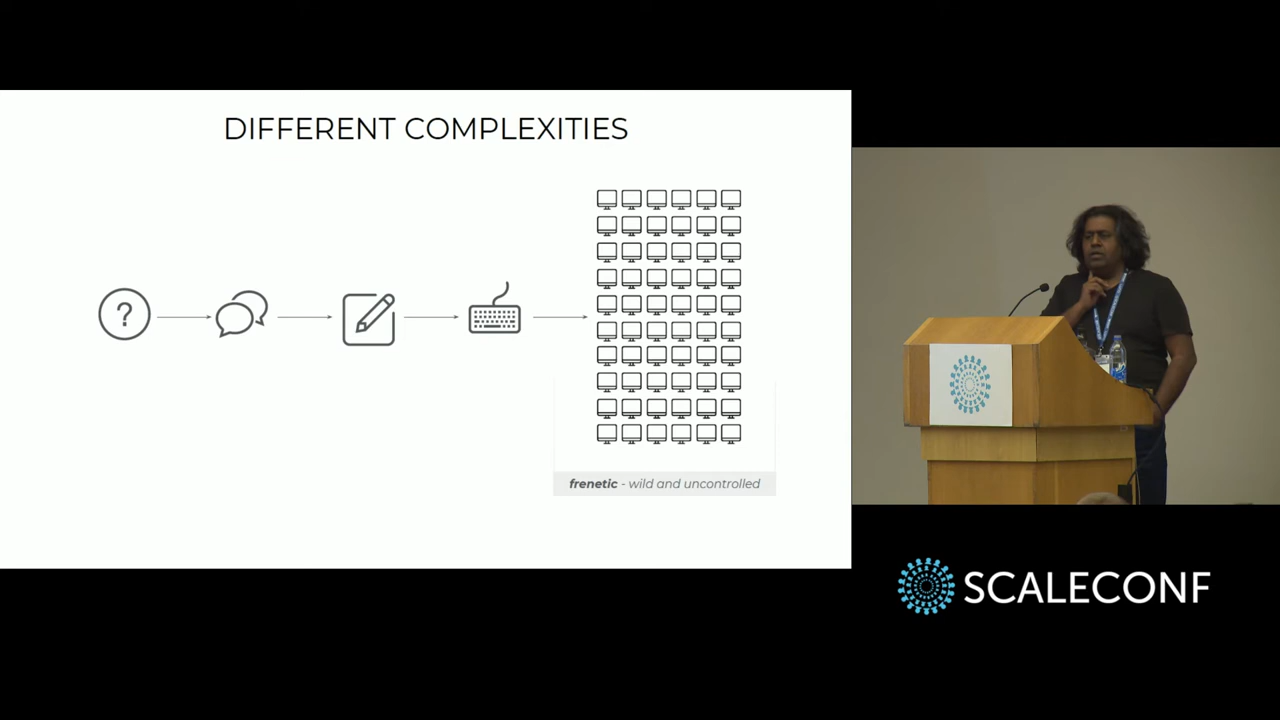 DIFFERENT COMPLEXITIES
?
frenetic - wild and uncontrolled
SCALECONF